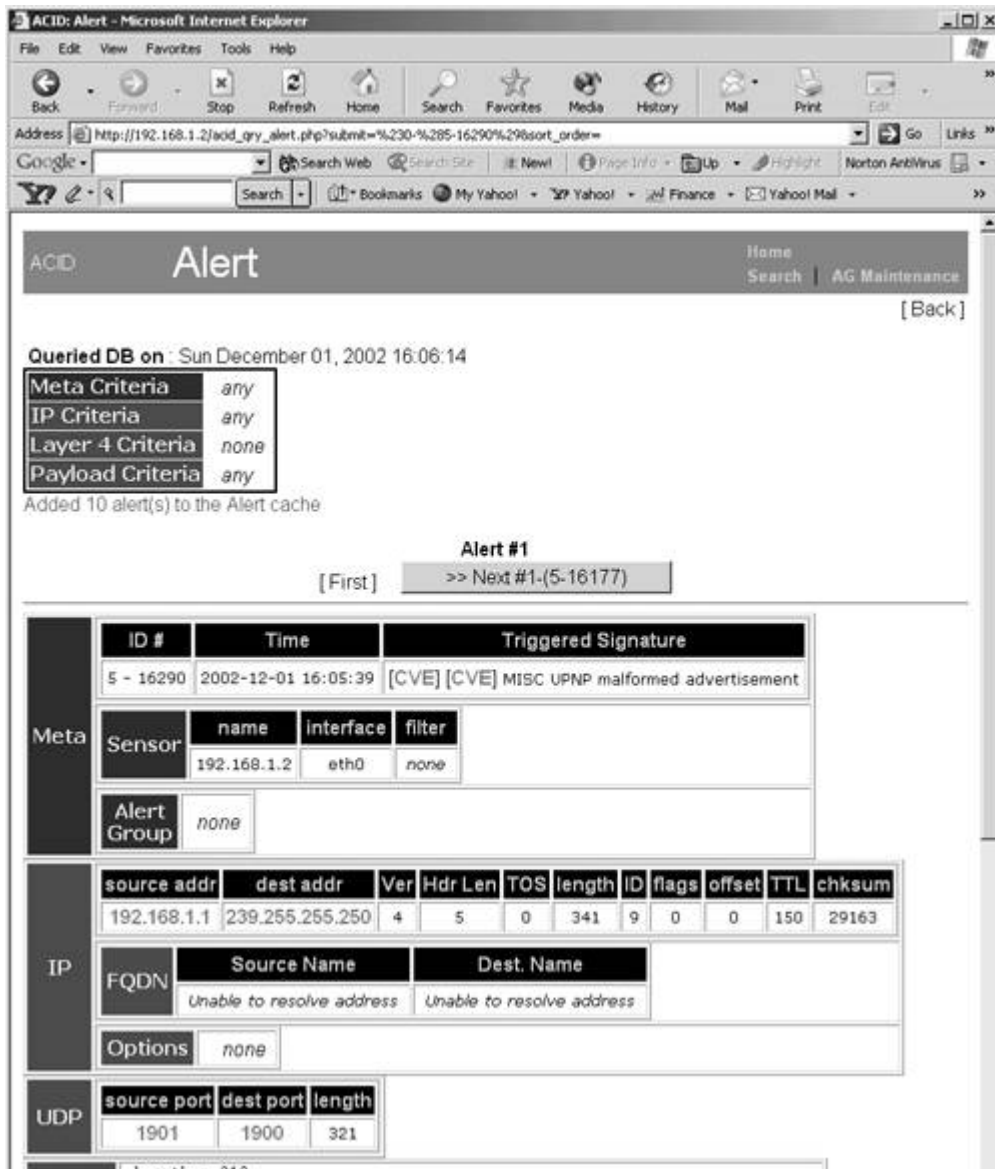 ACID: Alert - Microsoft Internet Explorer
File Edit View Favorites Tools Help
Back Forward Stop Refresh Home Search Favorites Media History Mail Print Edit
Address http://192.168.1.2/acid_qry_alert.php?submit=%230-%285-16290%29&sort_order= Go Links »
Google Search Web Search Site New! Page Info Up Highlight Norton AntiVirus
Y? Search Bookmarks My Yahoo! Yahoo! Finance Yahoo! Mail »
ACID Alert Home
Search | AG Maintenance
[ Back ]
Queried DB on : Sun December 01, 2002 16:06:14
Meta Criteria any
IP Criteria any
Layer 4 Criteria none
Payload Criteria any
Added 10 alert(s) to the Alert cache
Alert #1
[ First ] >> Next #1-(5-16177)
ID # Time Triggered Signature
5 - 16290 2002-12-01 16:05:39 [CVE] [CVE] MISC UPNP malformed advertisement
Meta
Sensor name interface filter
192.168.1.2 eth0 none
Alert Group none
source addr dest addr Ver Hdr Len TOS length ID flags offset TTL chksum
192.168.1.1 239.255.255.250 4 5 0 341 9 0 0 150 29163
IP
FQDN Source Name Dest. Name
Unable to resolve address Unable to resolve address
Options none
UDP
source port dest port length
1901 1900 321